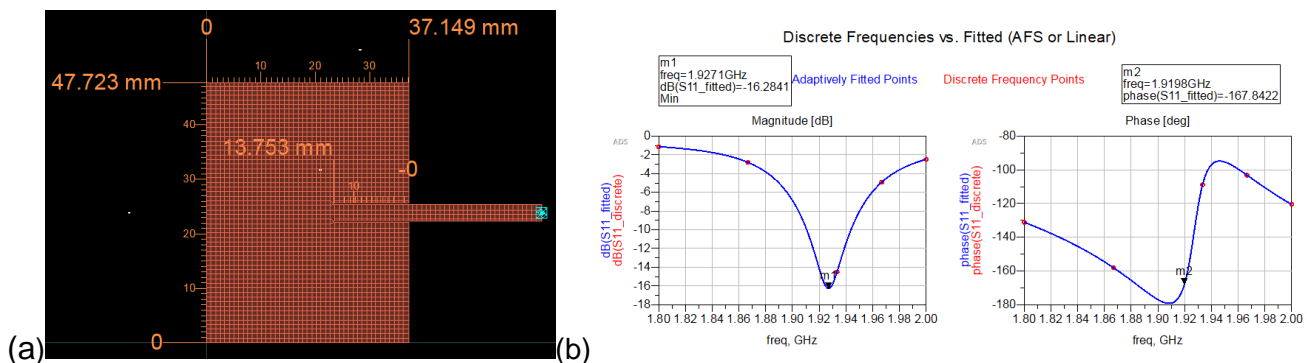 (a)
0
37.149 mm
47.723 mm
10 20 30
40
30
20
10
0
13.753 mm
-0
10
(b)
Discrete Frequencies vs. Fitted (AFS or Linear)
m1
freq=1.9271GHz
dB(S11_fitted)=-16.2841
Min
Adaptively Fitted Points
Discrete Frequency Points
m2
freq=1.9198GHz
phase(S11_fitted)=-167.8422
Magnitude [dB]
ADS
dB(S11_fitted)
dB(S11_discrete)
0
-2
-4
-6
-8
-10
-12
-14
-16
-18
m1
1.80 1.82 1.84 1.86 1.88 1.90 1.92 1.94 1.96 1.98 2.00
freq, GHz
Phase [deg]
ADS
phase(S11_fitted)
phase(S11_discrete)
-80
-100
-120
-140
-160
-180
m2
1.80 1.82 1.84 1.86 1.88 1.90 1.92 1.94 1.96 1.98 2.00
freq, GHz